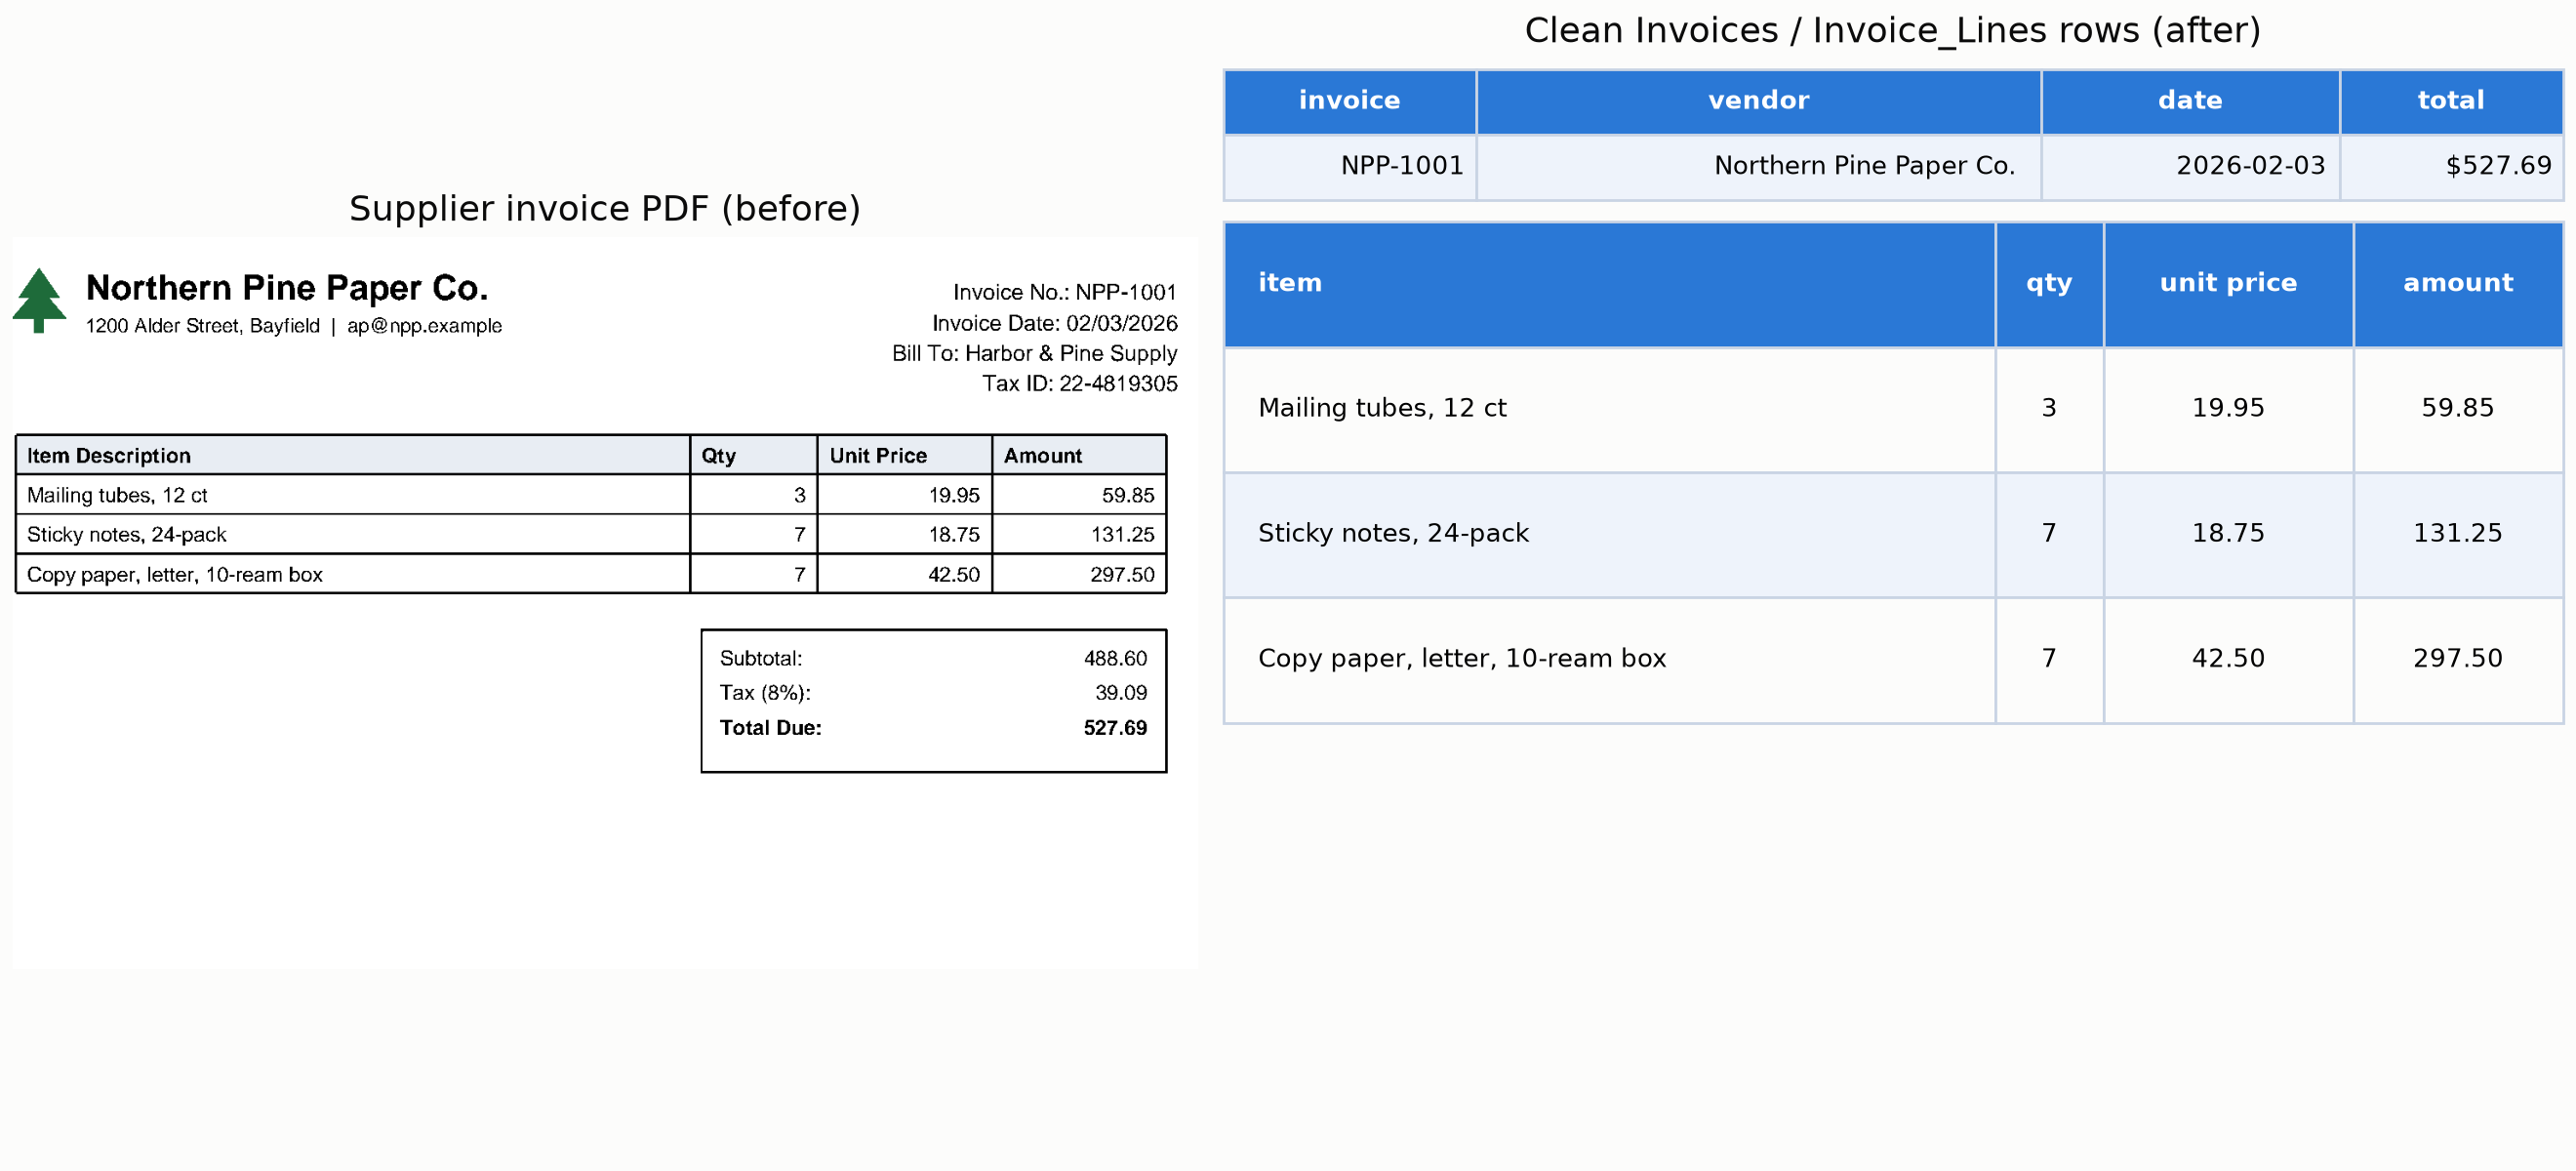 Supplier invoice PDF (before)
Northern Pine Paper Co.
1200 Alder Street, Bayfield | ap@npp.example
Invoice No.: NPP-1001
Invoice Date: 02/03/2026
Bill To: Harbor & Pine Supply
Tax ID: 22-4819305
Item Description Qty Unit Price Amount
Mailing tubes, 12 ct 3 19.95 59.85
Sticky notes, 24-pack 7 18.75 131.25
Copy paper, letter, 10-ream box 7 42.50 297.50
Subtotal: 488.60
Tax (8%): 39.09
Total Due: 527.69
Clean Invoices / Invoice_Lines rows (after)
invoice vendor date total
NPP-1001 Northern Pine Paper Co. 2026-02-03 $527.69
item qty unit price amount
Mailing tubes, 12 ct 3 19.95 59.85
Sticky notes, 24-pack 7 18.75 131.25
Copy paper, letter, 10-ream box 7 42.50 297.50